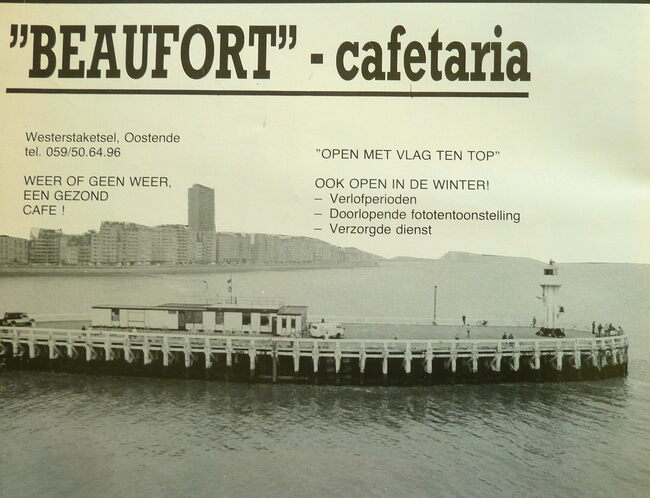 ”BEAUFORT” - cafetaria
Westerstaketsel, Oostende
tel. 059/50.64.96
WEER OF GEEN WEER,
EEN GEZOND
CAFE !
"OPEN MET VLAG TEN TOP"
OOK OPEN IN DE WINTER!
– Verlofperioden
– Doorlopende fototentoonstelling
– Verzorgde dienst